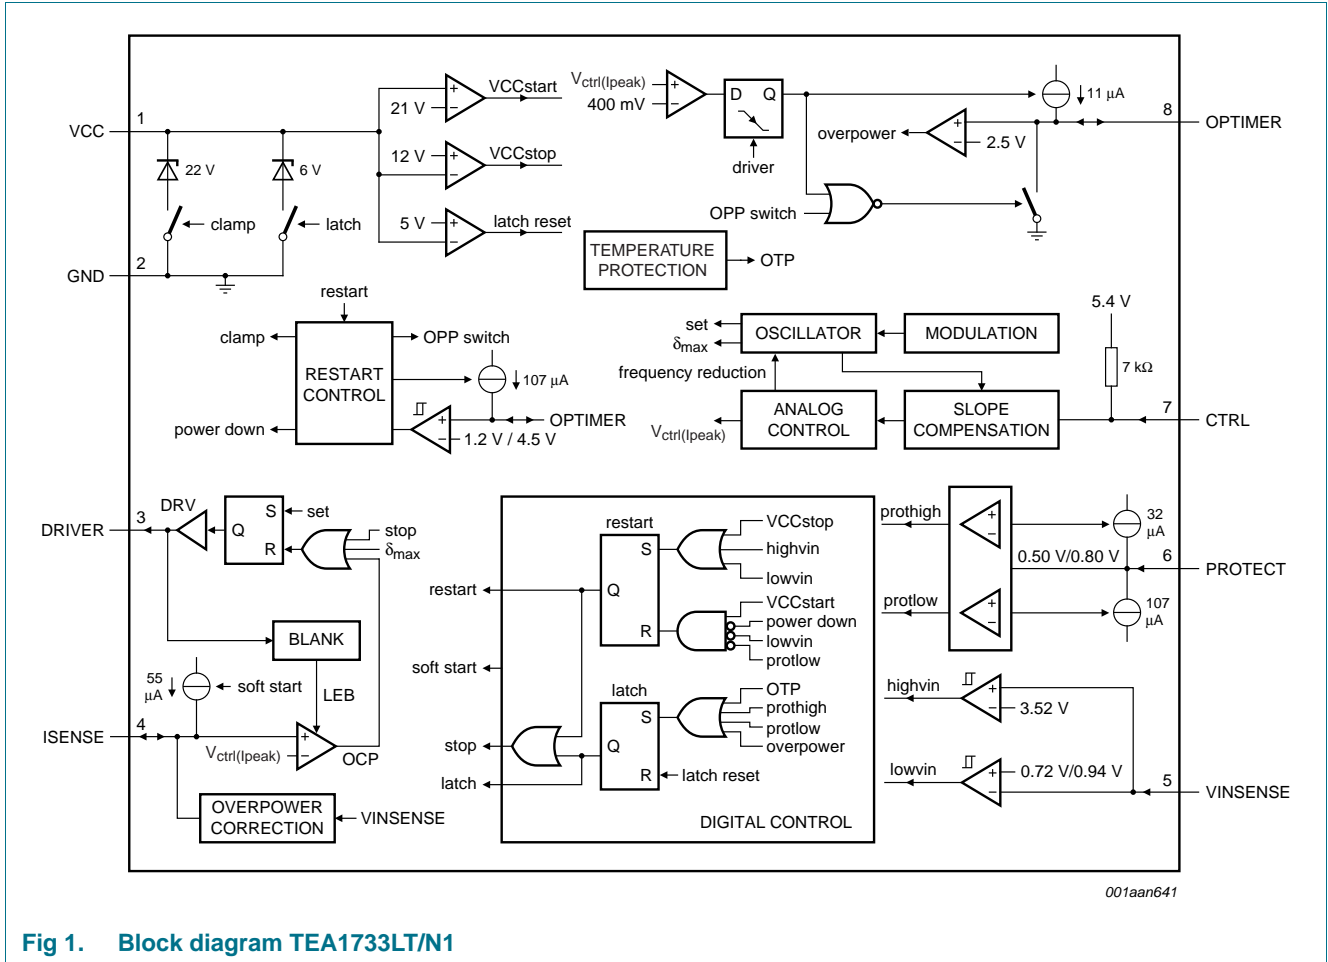 VCC
1
22 V
clamp
6 V
latch
GND
2
21 V
+
−
VCCstart
12 V
+
−
VCCstop
5 V
+
−
latch reset
Vctrl(Ipeak)
400 mV
+
−
D Q
driver
overpower
+
−
2.5 V
11 μA
8
OPTIMER
OPP switch
TEMPERATURE
PROTECTION
OTP
restart
clamp
RESTART
CONTROL
OPP switch
107 μA
power down
+
−
OPTIMER
1.2 V / 4.5 V
set
δmax
OSCILLATOR
MODULATION
frequency reduction
Vctrl(Ipeak)
ANALOG
CONTROL
SLOPE
COMPENSATION
5.4 V
7 kΩ
7
CTRL
DRIVER
3
DRV
Q
S
R
set
stop
δmax
BLANK
LEB
55
μA
soft start
ISENSE
4
Vctrl(Ipeak)
+
−
OCP
OVERPOWER
CORRECTION
VINSENSE
restart
S
Q
R
VCCstop
highvin
lowvin
VCCstart
power down
lowvin
protlow
restart
soft start
latch
S
Q
R
OTP
prothigh
protlow
overpower
latch reset
stop
latch
DIGITAL CONTROL
prothigh
+
−
32
μA
0.50 V/0.80 V
6
PROTECT
protlow
+
−
107
μA
highvin
+
−
3.52 V
lowvin
+
−
0.72 V/0.94 V
5
VINSENSE
001aan641
Fig 1. Block diagram TEA1733LT/N1